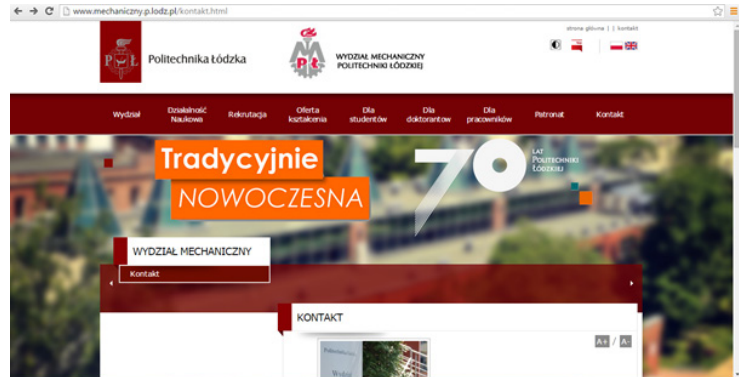 www.mechaniczny.p.lodz.pl/kontakt.html
strona główna | | kontakt
Politechnika Łódzka
P Ł
WYDZIAŁ MECHANICZNY
POLITECHNIKI ŁÓDZKIEJ
Wydział
Działalność
Naukowa
Rekrutacja
Oferta
kształcenia
Dla
studentów
Dla
doktorantow
Dla
pracowników
Patronat
Kontakt
Tradycyjnie
NOWOCZESNA
70
LAT
POLITECHNIKI
ŁÓDZKIEJ
WYDZIAŁ MECHANICZNY
Kontakt
KONTAKT
A+ / A-
Wydział